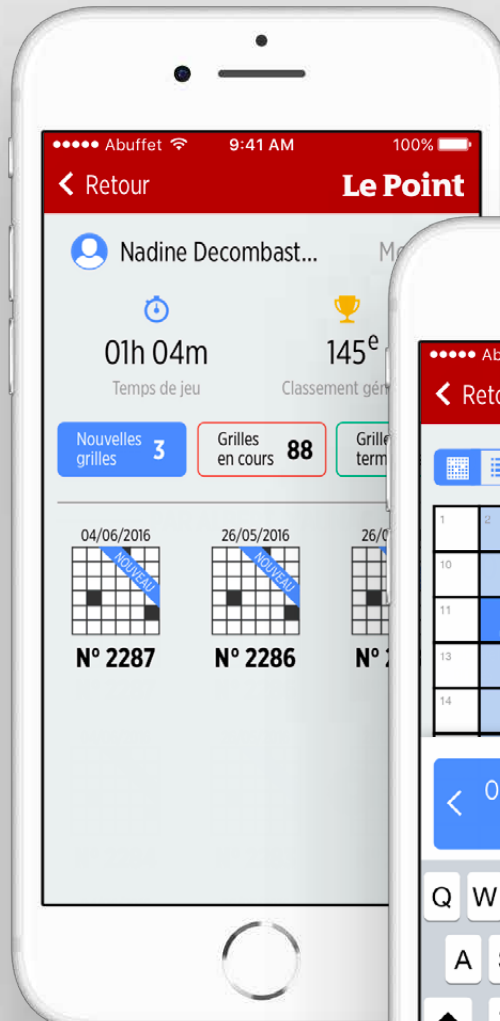 Abuffet 9:41 AM 100%
Retour Le Point
Nadine Decombast...
01h 04m 145e
Temps de jeu Classement
Nouvelles grilles 3
Grilles en cours 88
04/06/2016 26/05/2016
NOUVEAU NOUVEAU
N° 2287 N° 2286 N°
1 2
10
11
13
14
Q W
A